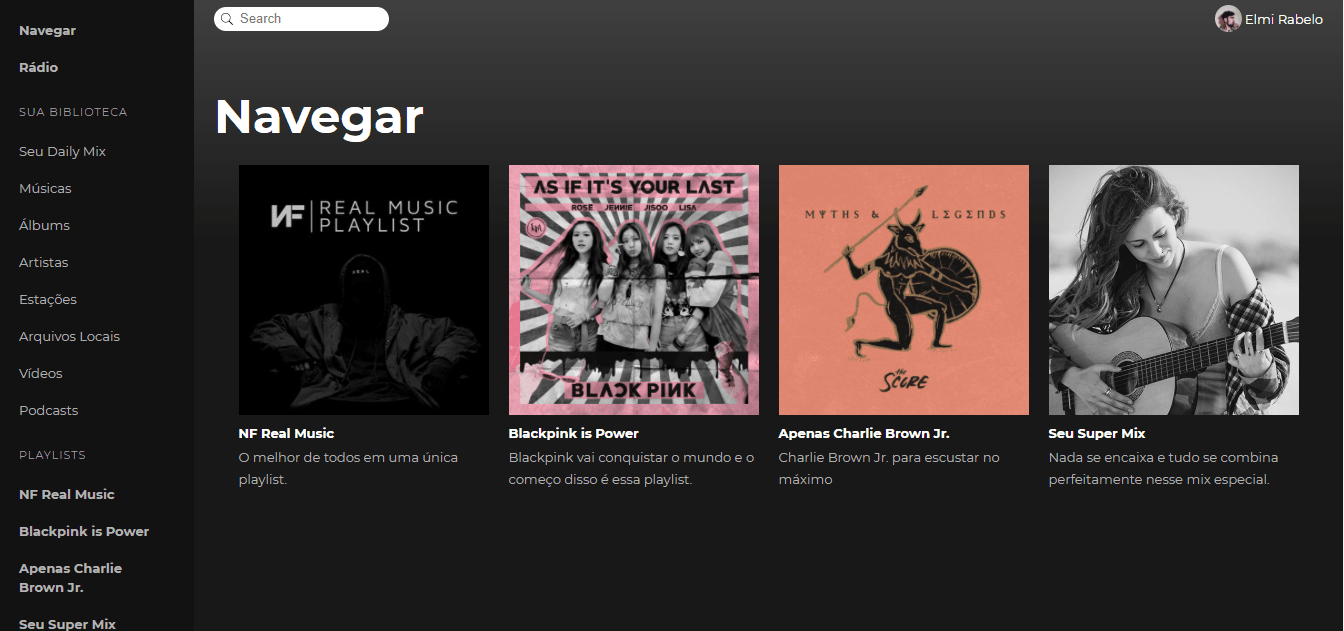 Navegar
Rádio
SUA BIBLIOTECA
Seu Daily Mix
Músicas
Álbums
Artistas
Estações
Arquivos Locais
Vídeos
Podcasts
PLAYLISTS
NF Real Music
Blackpink is Power
Apenas Charlie
Brown Jr.
Seu Super Mix
Search
Elmi Rabelo
Navegar
NF REAL MUSIC
PLAYLIST
REAL
NF Real Music
O melhor de todos em uma única
playlist.
AS IF IT'S YOUR LAST
ROSÉ JENNIE JISOO LISA
BLACKPINK
Blackpink is Power
Blackpink vai conquistar o mundo e o
começo disso é essa playlist.
MYTHS & LEGENDS
THE SCORE
Apenas Charlie Brown Jr.
Charlie Brown Jr. para escustar no
máximo
Seu Super Mix
Nada se encaixa e tudo se combina
perfeitamente nesse mix especial.